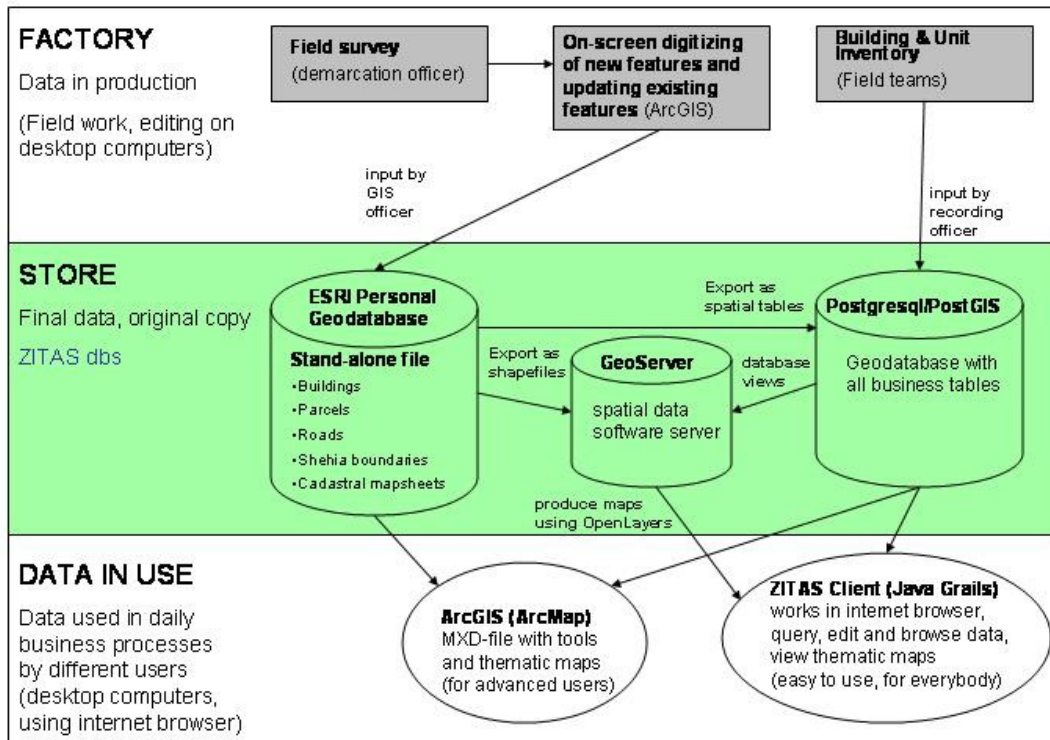 FACTORY
Data in production
(Field work, editing on
desktop computers)
Field survey
(demarcation officer)
On-screen digitizing
of new features and
updating existing
features (ArcGIS)
Building & Unit
Inventory
(Field teams)
input by
GIS
officer
input by
recording
officer
STORE
Final data, original copy
ZITAS dbs
ESRI Personal
Geodatabase
Stand-alone file
•Buildings
•Parcels
•Roads
•Shehia boundaries
•Cadastral mapsheets
Export as
spatial tables
Export as
shapefiles
GeoServer
spatial data
software server
database
views
Postgresql/PostGIS
Geodatabase with
all business tables
produce maps
using OpenLayers
DATA IN USE
Data used in daily
business processes
by different users
(desktop computers,
using internet browser)
ArcGIS (ArcMap)
MXD-file with tools
and thematic maps
(for advanced users)
ZITAS Client (Java Grails)
works in internet browser,
query, edit and browse data,
view thematic maps
(easy to use, for everybody)